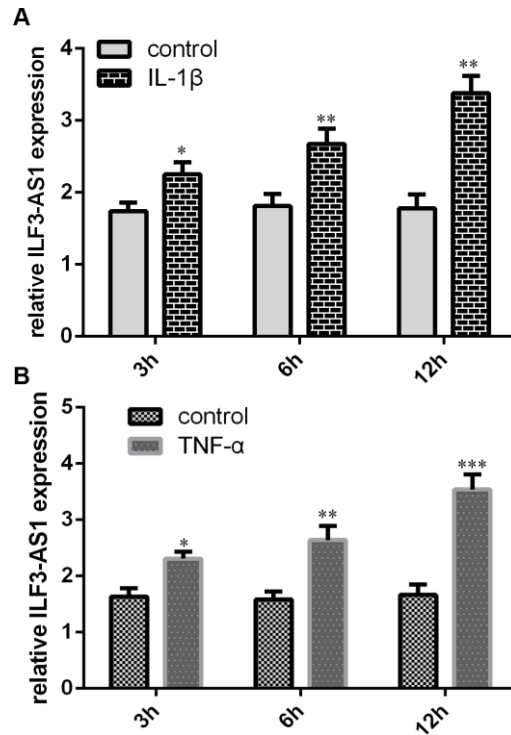 A
control
IL-1β
relative ILF3-AS1 expression
4
3
2
1
0
*
**
**
3h
6h
12h
B
control
TNF-α
relative ILF3-AS1 expression
5
4
3
2
1
0
*
**
***
3h
6h
12h